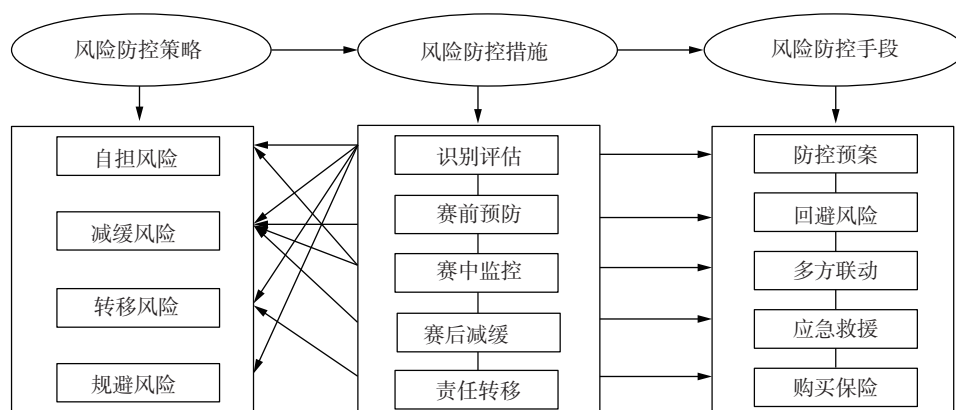 风险防控策略
风险防控措施
风险防控手段
自担风险
减缓风险
转移风险
规避风险
识别评估
赛前预防
赛中监控
赛后减缓
责任转移
防控预案
回避风险
多方联动
应急救援
购买保险